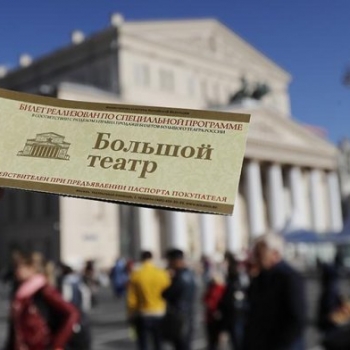 БИЛЕТ РЕАЛИЗОВАН ПО СПЕЦИАЛЬНОЙ ПРОГРАММЕ
Большой
театр
ДЕЙСТВИТЕЛЕН ПРИ ПРЕДЪЯВЛЕНИИ ПАСПОРТА ПОКУПАТЕЛЯ